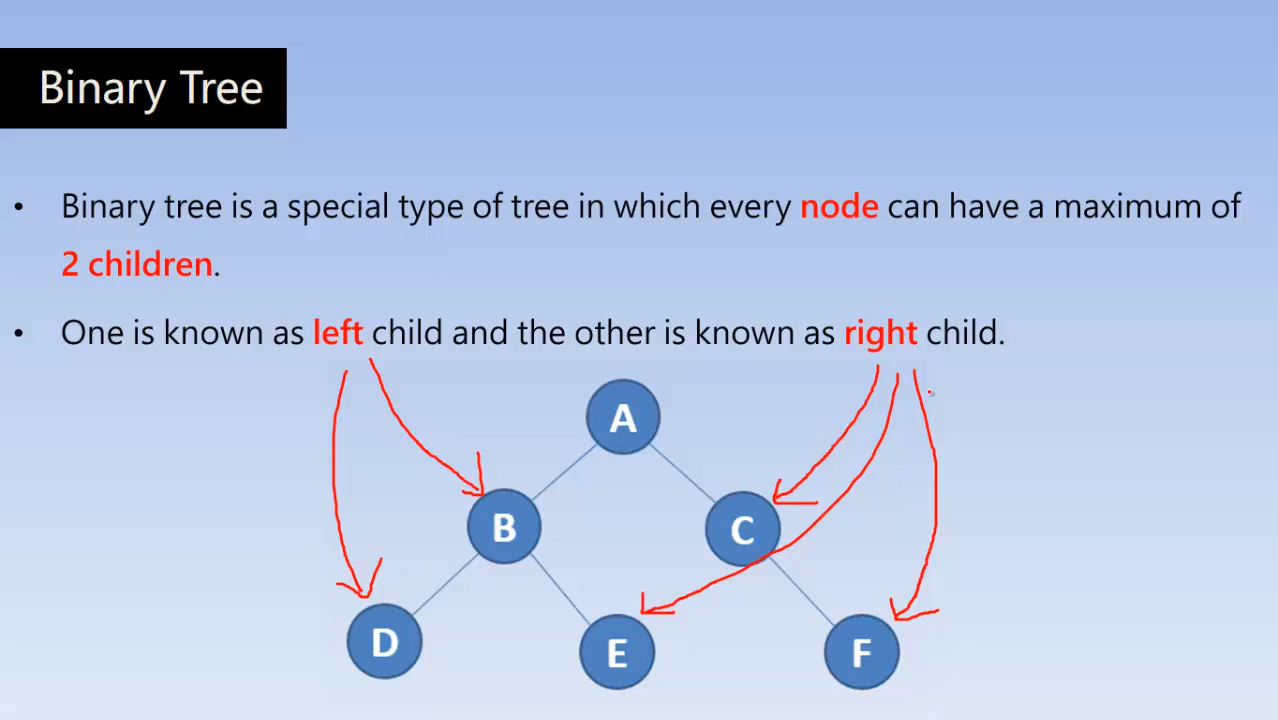 Binary Tree
• Binary tree is a special type of tree in which every node can have a maximum of
2 children.
• One is known as left child and the other is known as right child.
A
B
C
D
E
F